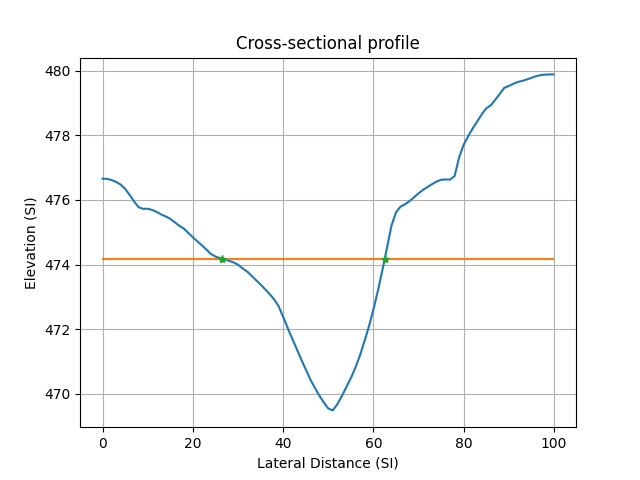 Cross-sectional profile
480
478
476
474
472
470
Elevation (SI)
0 20 40 60 80 100
Lateral Distance (SI)